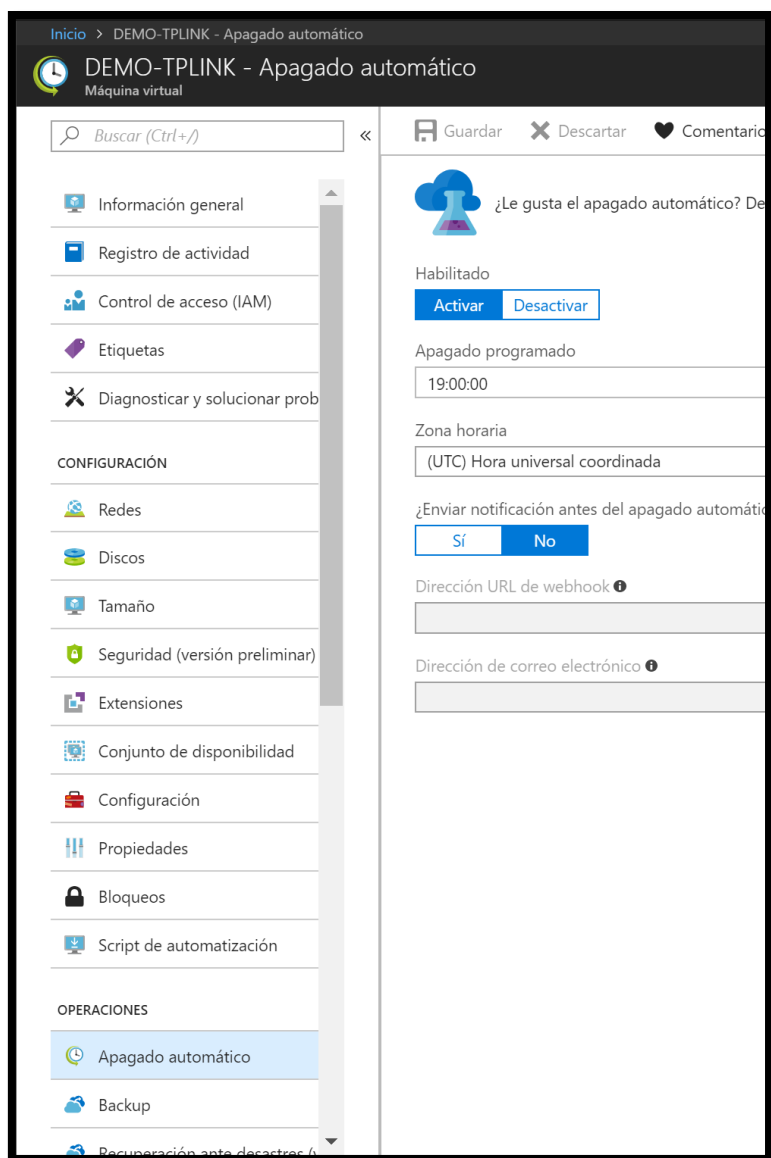 Inicio > DEMO-TPLINK - Apagado automático
DEMO-TPLINK - Apagado automático
Máquina virtual
Buscar (Ctrl+/)
«
Información general
Registro de actividad
Control de acceso (IAM)
Etiquetas
Diagnosticar y solucionar prob
CONFIGURACIÓN
Redes
Discos
Tamaño
Seguridad (versión preliminar)
Extensiones
Conjunto de disponibilidad
Configuración
Propiedades
Bloqueos
Script de automatización
OPERACIONES
Apagado automático
Backup
Recuperación ante desastres (v
Guardar Descartar Comentario
¿Le gusta el apagado automático? De
Habilitado
Activar Desactivar
Apagado programado
19:00:00
Zona horaria
(UTC) Hora universal coordinada
¿Enviar notificación antes del apagado automátic
Sí No
Dirección URL de webhook
Dirección de correo electrónico